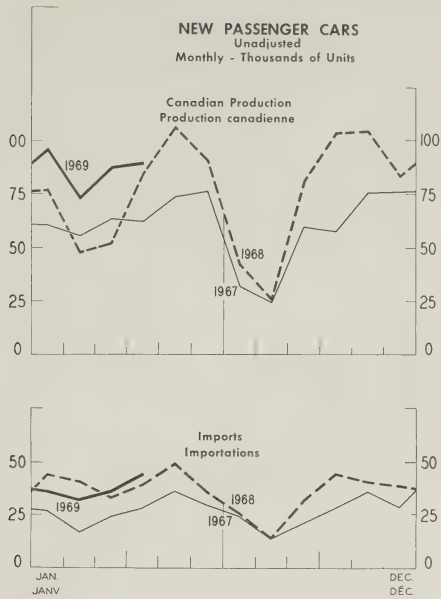 NEW PASSENGER CARS
Unadjusted
Monthly - Thousands of Units
Canadian Production
Production canadienne
00
100
1969
75
75
50
50
1968
1967
25
25
0
0
Imports
Importations
50
50
1969
1968
1967
25
25
0
0
JAN.
JANV
DEC.
DÉC.